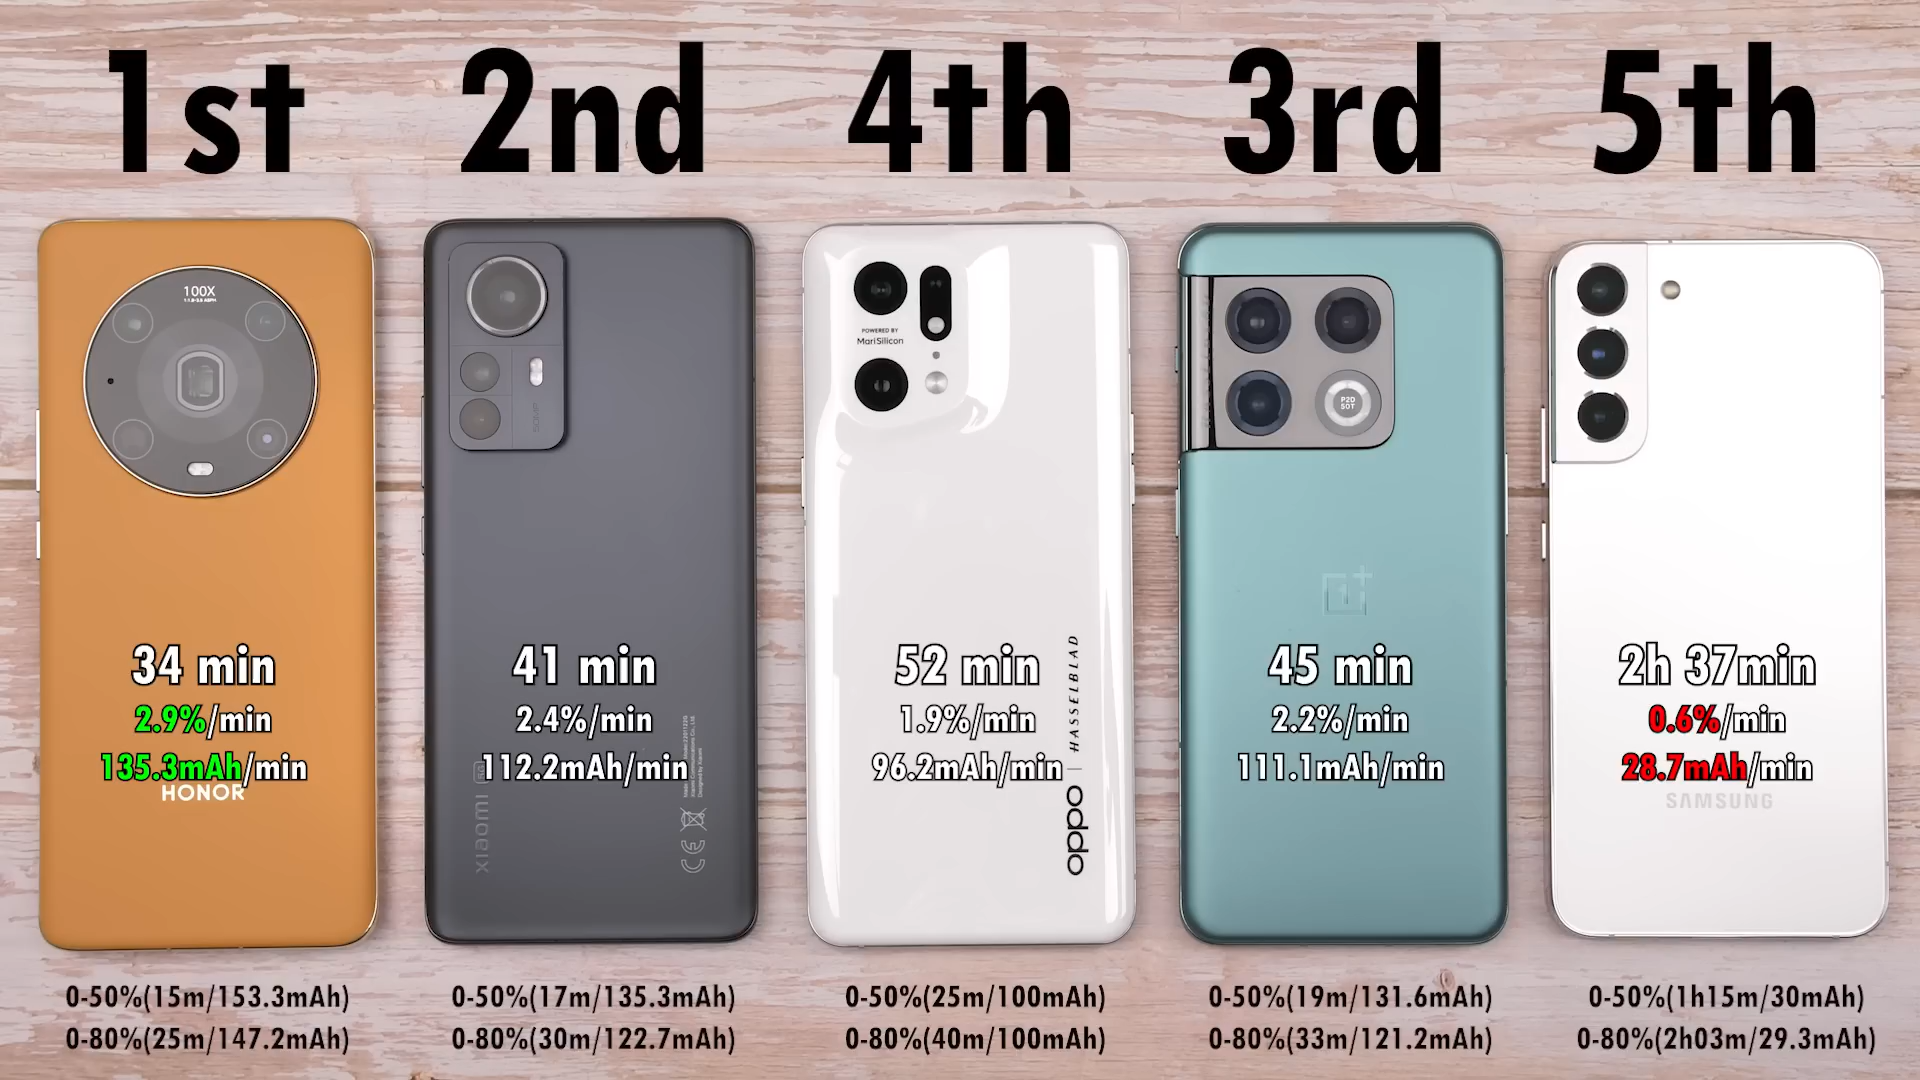 1st
2nd
4th
3rd
5th
100X
POWERED BY
MariSilicon
50MP
P2D
50T
34 min
2.9%/min
135.3mAh/min
HONOR
41 min
2.4%/min
112.2mAh/min
xiaomi 5G
CE
52 min
1.9%/min
96.2mAh/min
oppo | HASSELBLAD
45 min
2.2%/min
111.1mAh/min
2h 37min
0.6%/min
28.7mAh/min
SAMSUNG
0-50%(15m/153.3mAh)
0-80%(25m/147.2mAh)
0-50%(17m/135.3mAh)
0-80%(30m/122.7mAh)
0-50%(25m/100mAh)
0-80%(40m/100mAh)
0-50%(19m/131.6mAh)
0-80%(33m/121.2mAh)
0-50%(1h15m/30mAh)
0-80%(2h03m/29.3mAh)